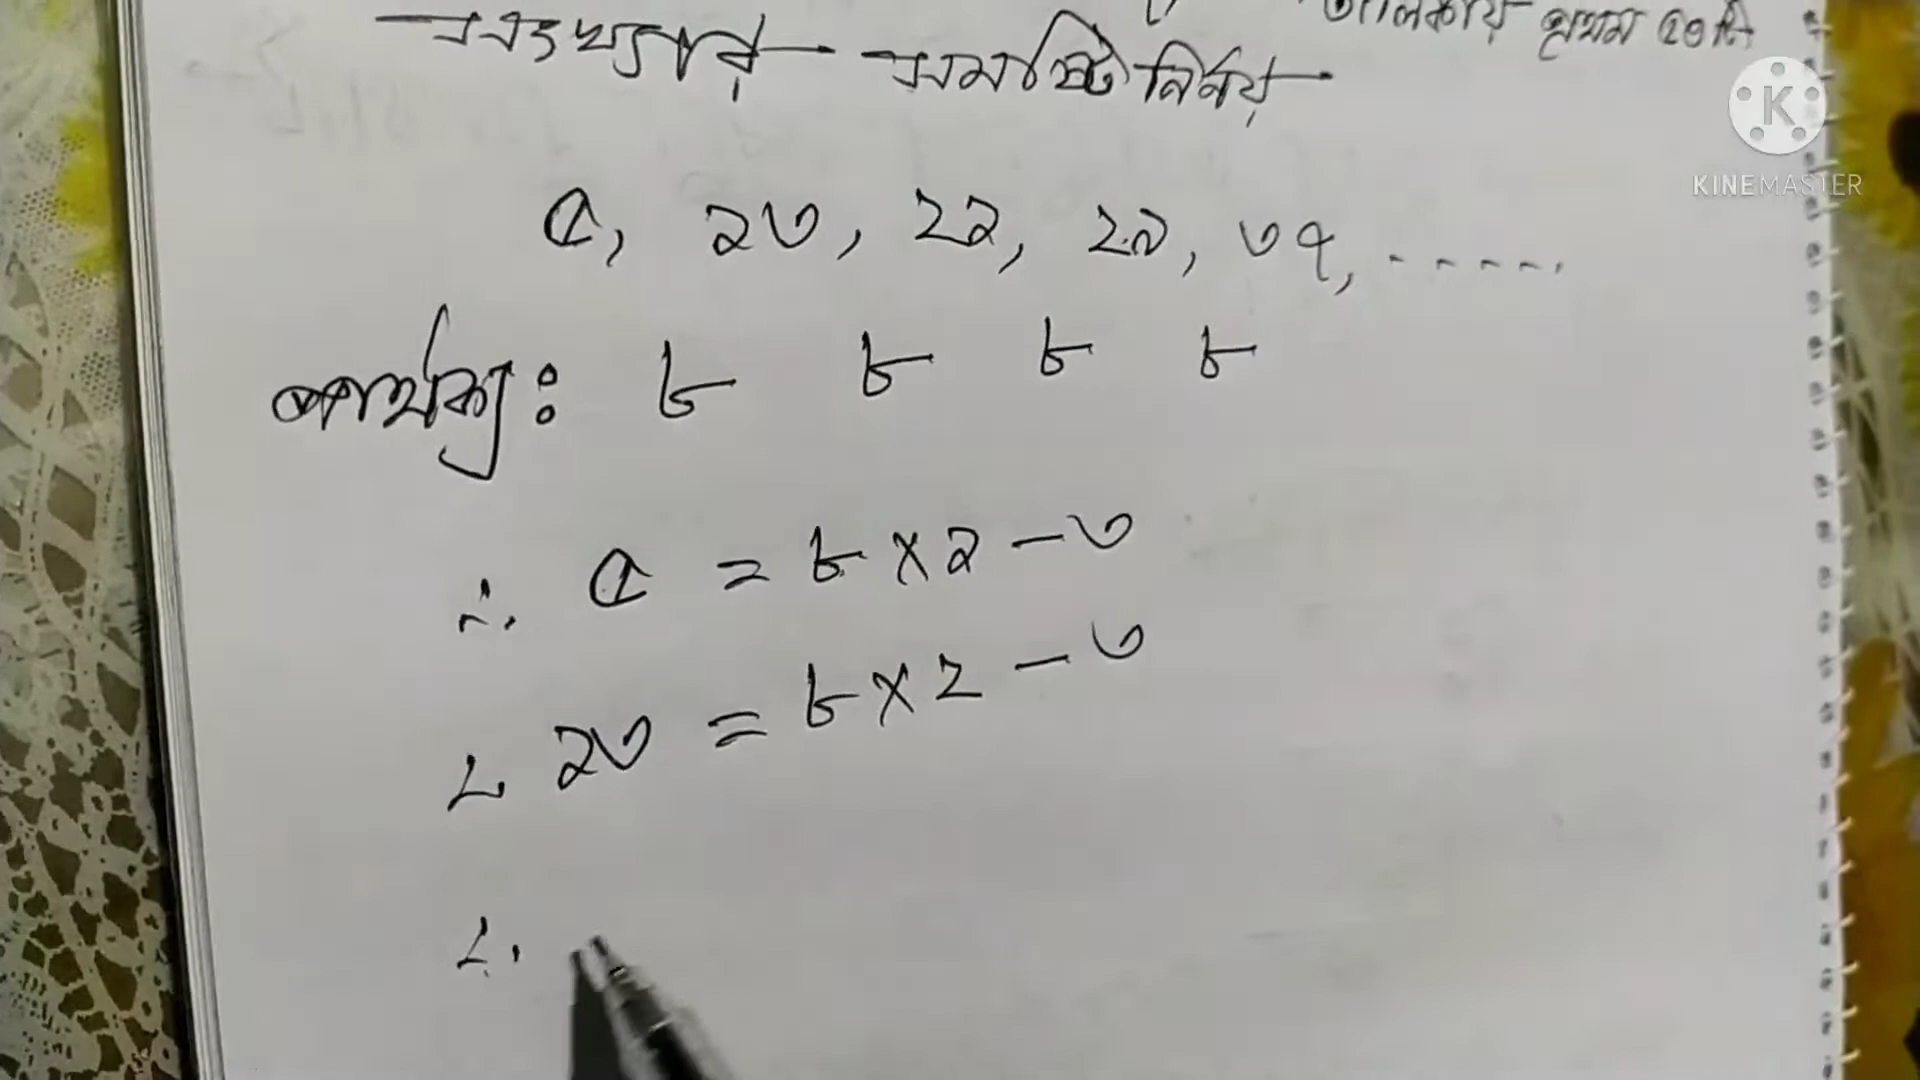 তালিকায় প্রথম ১০টি
সংখ্যার সমষ্টি নির্ণয়
KINEMASTER
৫, ১৩, ২১, ২৯, ৩৭, .....
পার্থক্য: ৮ ৮ ৮ ৮
∴ ৫ = ৮ × ১ - ৩
∴ ১৩ = ৮ × ২ - ৩
∴